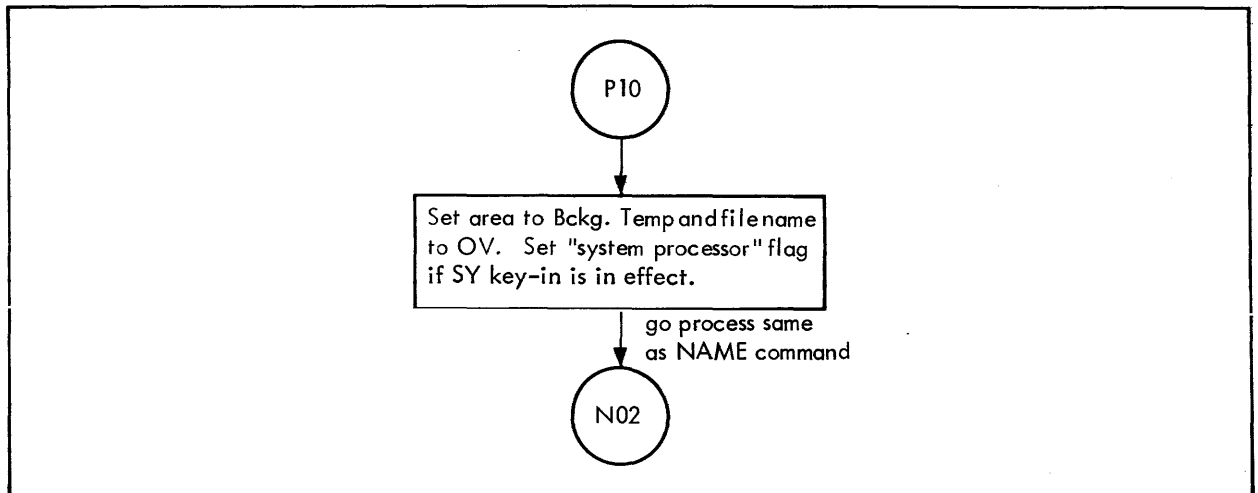 P10
Set area to Bckg. Temp and file name
to OV. Set "system processor" flag
if SY key-in is in effect.
go process same
as NAME command
N02